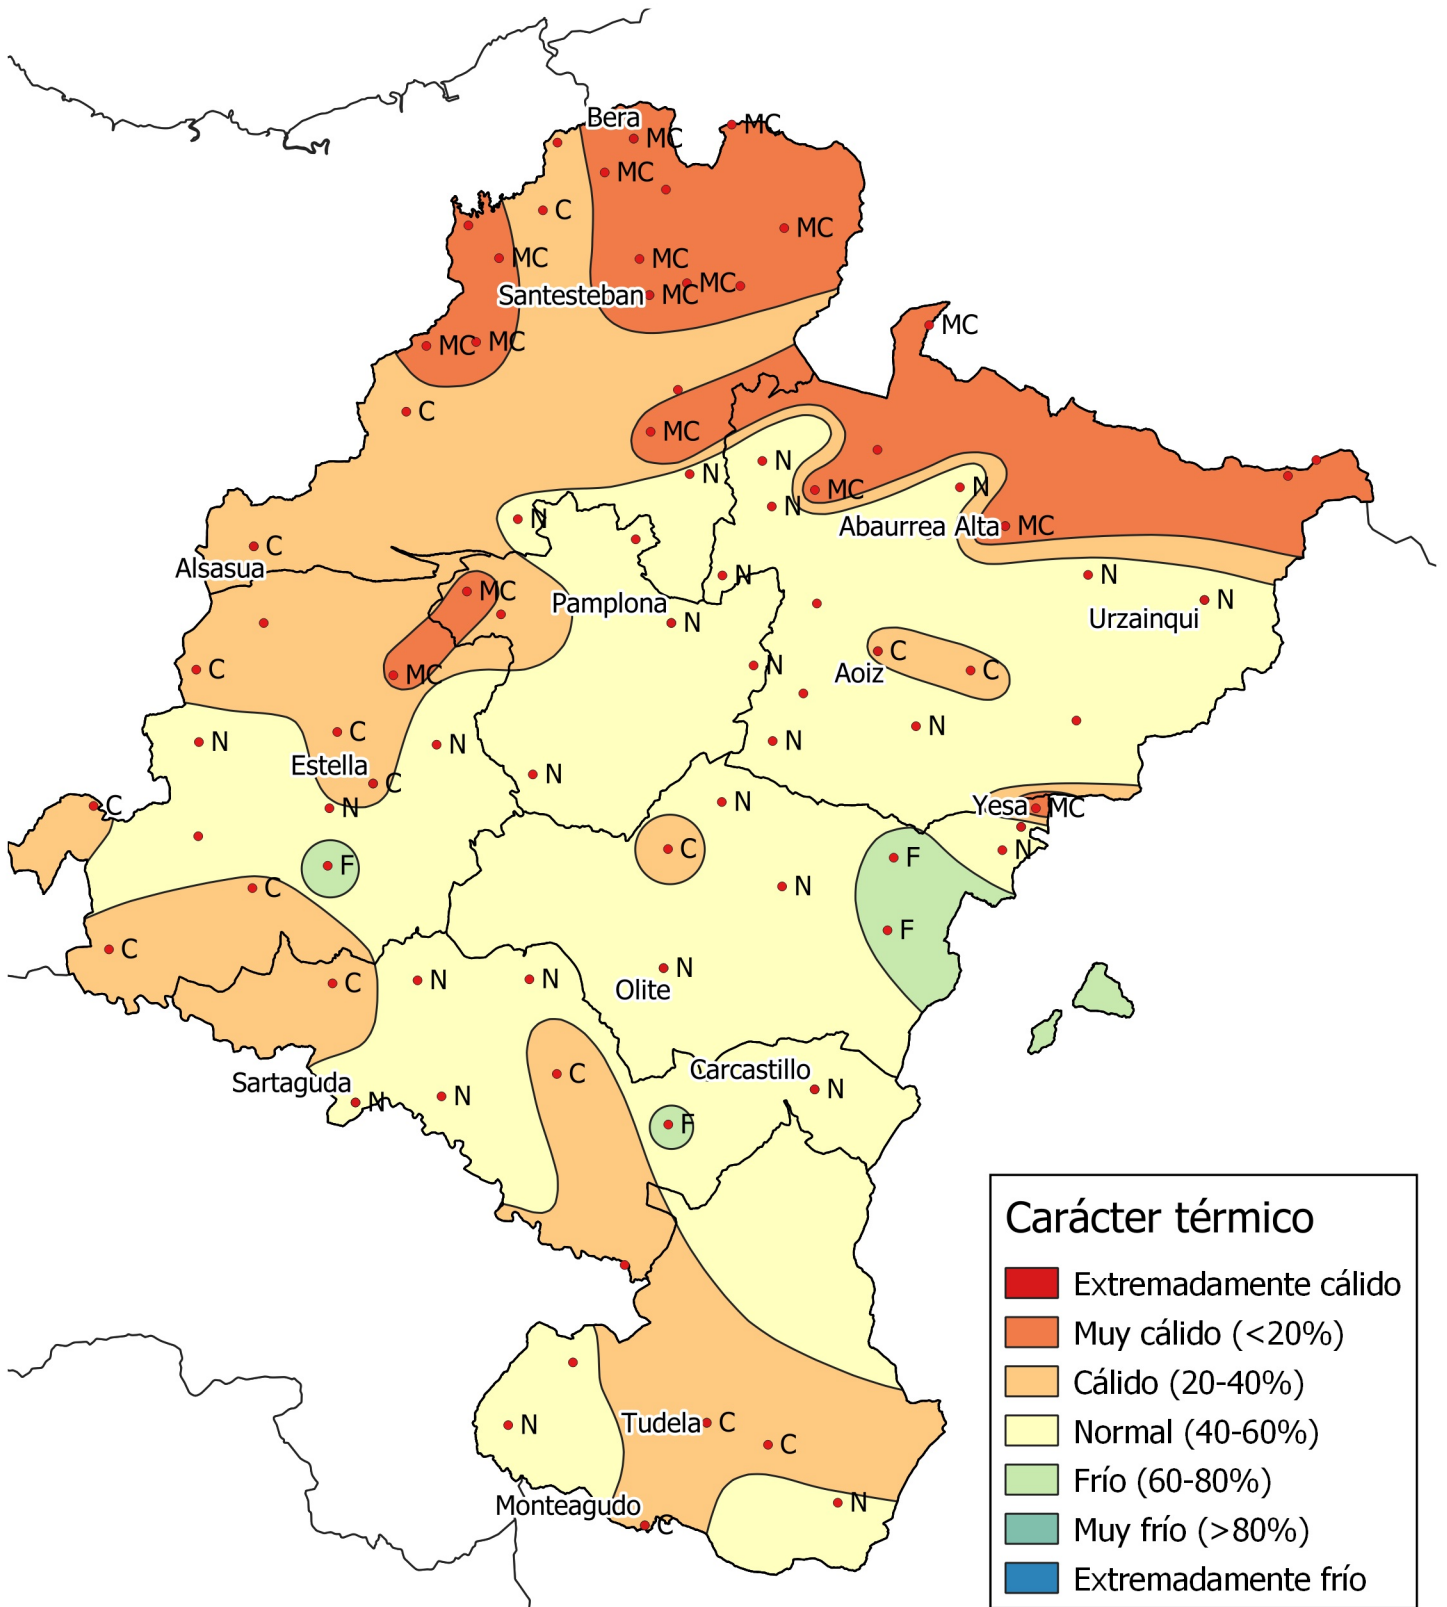 Bera
MC
MC
MC
C
MC
MC
MC
MC
Santesteban
MC
MC
MC
MC
C
MC
N
N
MC
N
N
N
Abaurrea Alta
MC
C
Alsasua
N
N
MC
Pamplona
N
Urzainqui
N
C
MC
N
Aoiz
C
C
N
C
N
N
N
Estella
C
N
C
N
N
Yesa
MC
C
N
F
F
C
N
C
F
C
N
C
N
N
Olite
Carcastillo
C
Sartaguda
N
N
N
F
Tudela
C
C
N
Monteagudo
C
N
Carácter térmico
Extremadamente cálido
Muy cálido (<20%)
Cálido (20-40%)
Normal (40-60%)
Frío (60-80%)
Muy frío (>80%)
Extremadamente frío